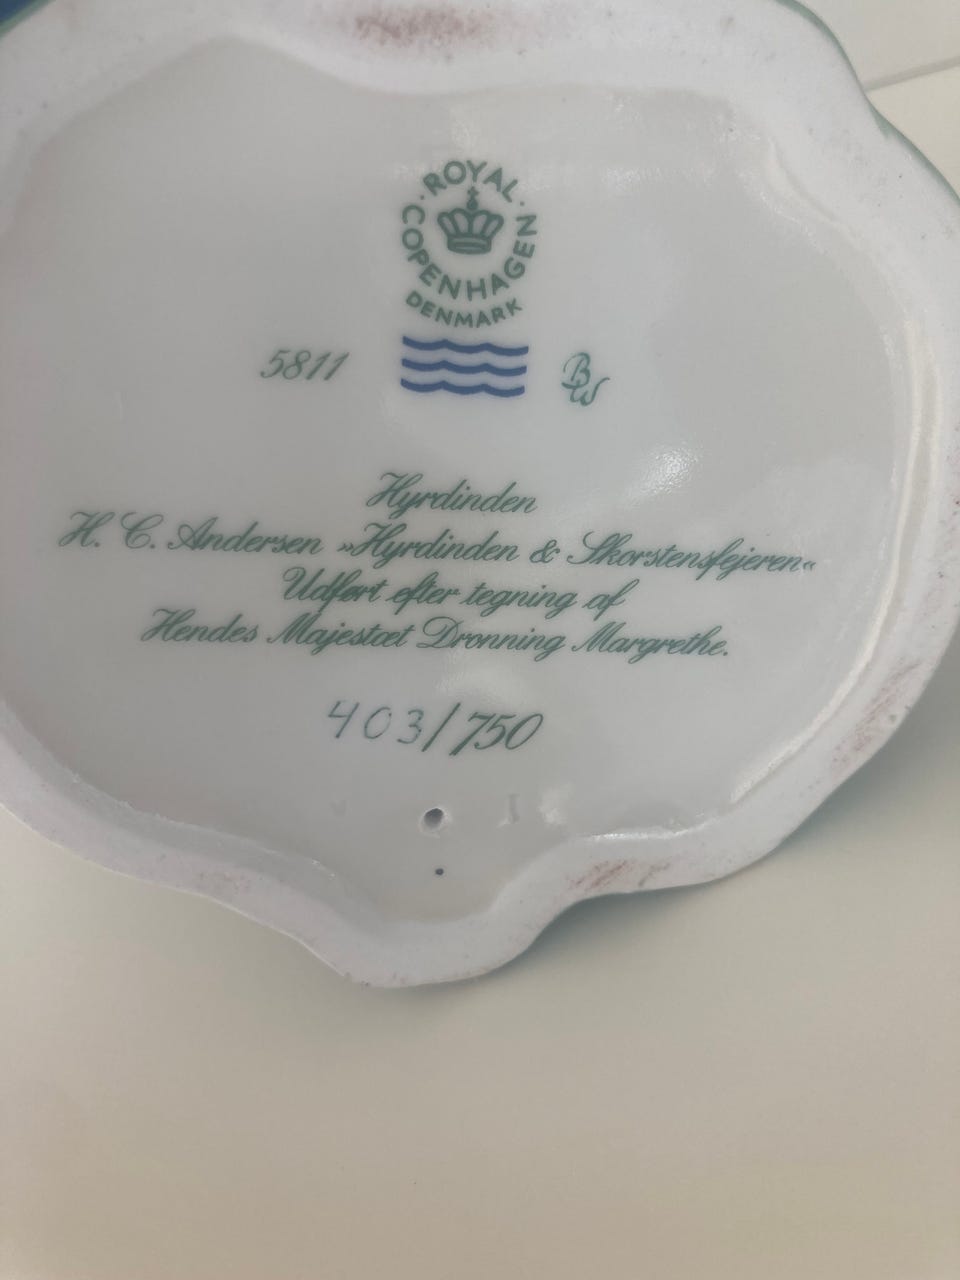 ROYAL
COPENHAGEN
DENMARK
5811
BW
Hyrdinden
H. C. Andersen »Hyrdinden & Skorstensfejeren«
Udført efter tegning af
Hendes Majestæt Dronning Margrethe.
403/750